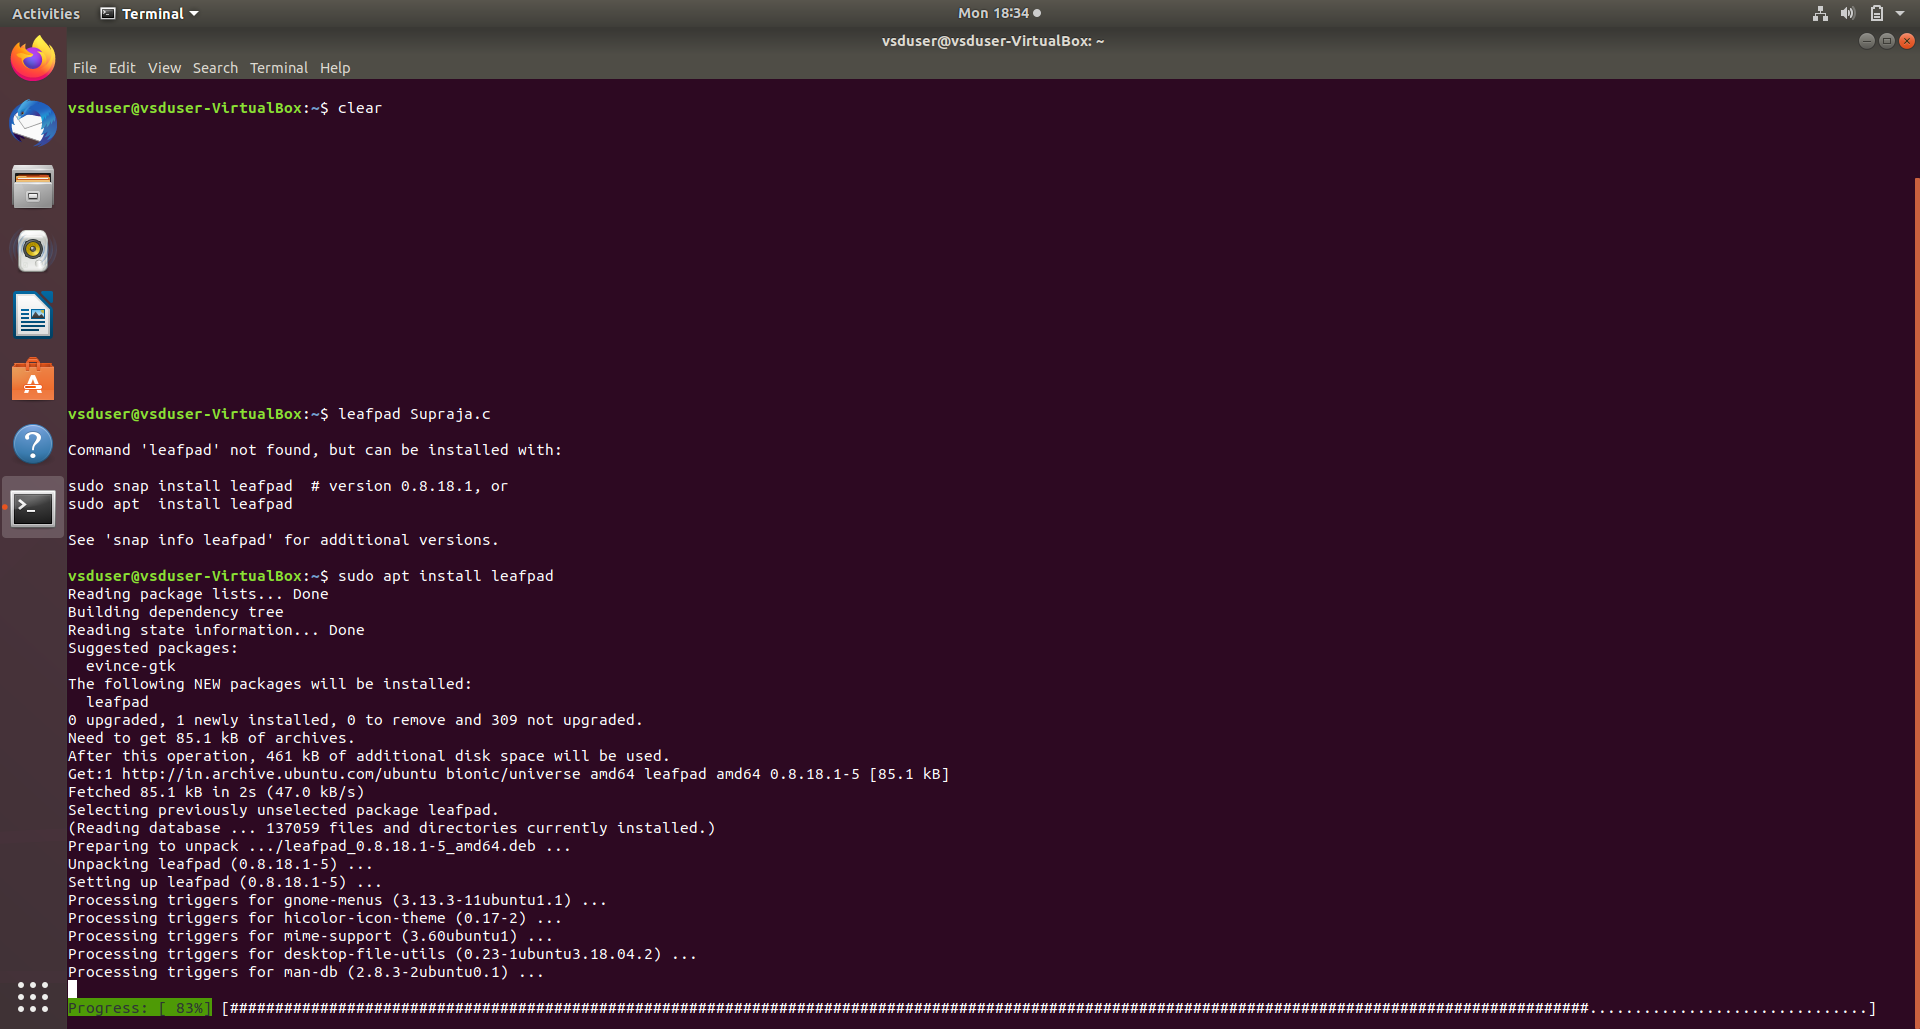 Activities Terminal Mon 18:34
vsduser@vsduser-VirtualBox: ~
File Edit View Search Terminal Help
vsduser@vsduser-VirtualBox:~$ clear
vsduser@vsduser-VirtualBox:~$ leafpad Supraja.c
Command 'leafpad' not found, but can be installed with:
sudo snap install leafpad  # version 0.8.18.1, or
sudo apt  install leafpad
See 'snap info leafpad' for additional versions.
vsduser@vsduser-VirtualBox:~$ sudo apt install leafpad
Reading package lists... Done
Building dependency tree
Reading state information... Done
Suggested packages:
  evince-gtk
The following NEW packages will be installed:
  leafpad
0 upgraded, 1 newly installed, 0 to remove and 309 not upgraded.
Need to get 85.1 kB of archives.
After this operation, 461 kB of additional disk space will be used.
Get:1 http://in.archive.ubuntu.com/ubuntu bionic/universe amd64 leafpad amd64 0.8.18.1-5 [85.1 kB]
Fetched 85.1 kB in 2s (47.0 kB/s)
Selecting previously unselected package leafpad.
(Reading database ... 137059 files and directories currently installed.)
Preparing to unpack .../leafpad_0.8.18.1-5_amd64.deb ...
Unpacking leafpad (0.8.18.1-5) ...
Setting up leafpad (0.8.18.1-5) ...
Processing triggers for gnome-menus (3.13.3-11ubuntu1.1) ...
Processing triggers for hicolor-icon-theme (0.17-2) ...
Processing triggers for mime-support (3.60ubuntu1) ...
Processing triggers for desktop-file-utils (0.23-1ubuntu3.18.04.2) ...
Processing triggers for man-db (2.8.3-2ubuntu0.1) ...
Progress: [ 83%] [#######################################################################################################################################################...............................]